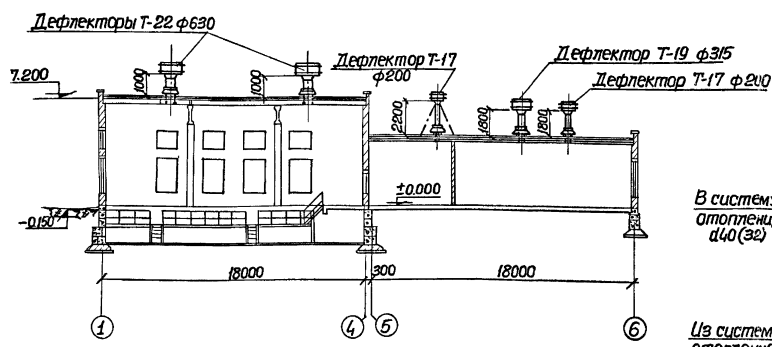 Дефлекторы Т-22 ф630
Дефлектор Т-17
ф200
Дефлектор Т-19 ф315
Дефлектор Т-17 ф200
7.200
1000
1000
2200
1800
1800
±0.000
-0.150
В систем
отоплени
d40(32)
18000
300
18000
1
4
5
6
Из систем